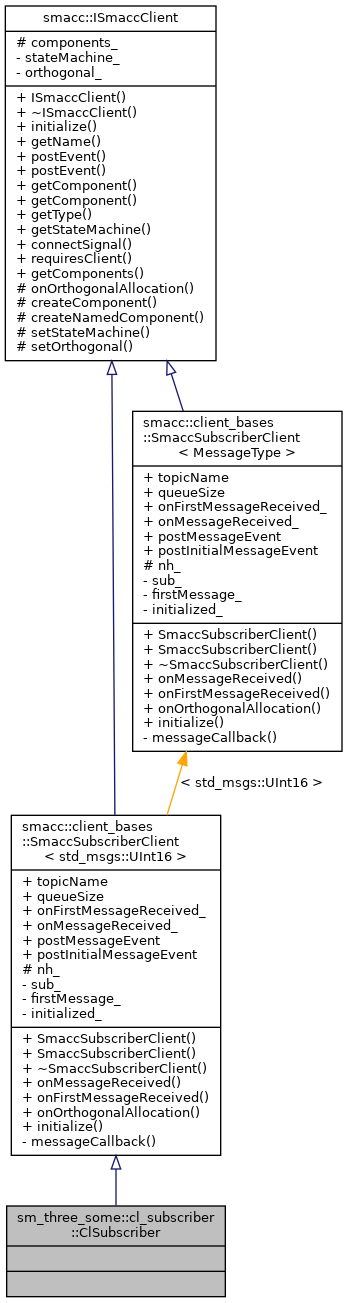 smacc::ISmaccClient
# components_
- stateMachine_
- orthogonal_
+ ISmaccClient()
+ ~ISmaccClient()
+ initialize()
+ getName()
+ postEvent()
+ postEvent()
+ getComponent()
+ getComponent()
+ getType()
+ getStateMachine()
+ connectSignal()
+ requiresClient()
+ getComponents()
# onOrthogonalAllocation()
# createComponent()
# createNamedComponent()
# setStateMachine()
# setOrthogonal()
smacc::client_bases
::SmaccSubscriberClient
< MessageType >
+ topicName
+ queueSize
+ onFirstMessageReceived_
+ onMessageReceived_
+ postMessageEvent
+ postInitialMessageEvent
# nh_
- sub_
- firstMessage_
- initialized_
+ SmaccSubscriberClient()
+ SmaccSubscriberClient()
+ ~SmaccSubscriberClient()
+ onMessageReceived()
+ onFirstMessageReceived()
+ onOrthogonalAllocation()
+ initialize()
- messageCallback()
< std_msgs::UInt16 >
smacc::client_bases
::SmaccSubscriberClient
< std_msgs::UInt16 >
+ topicName
+ queueSize
+ onFirstMessageReceived_
+ onMessageReceived_
+ postMessageEvent
+ postInitialMessageEvent
# nh_
- sub_
- firstMessage_
- initialized_
+ SmaccSubscriberClient()
+ SmaccSubscriberClient()
+ ~SmaccSubscriberClient()
+ onMessageReceived()
+ onFirstMessageReceived()
+ onOrthogonalAllocation()
+ initialize()
- messageCallback()
sm_three_some::cl_subscriber
::ClSubscriber